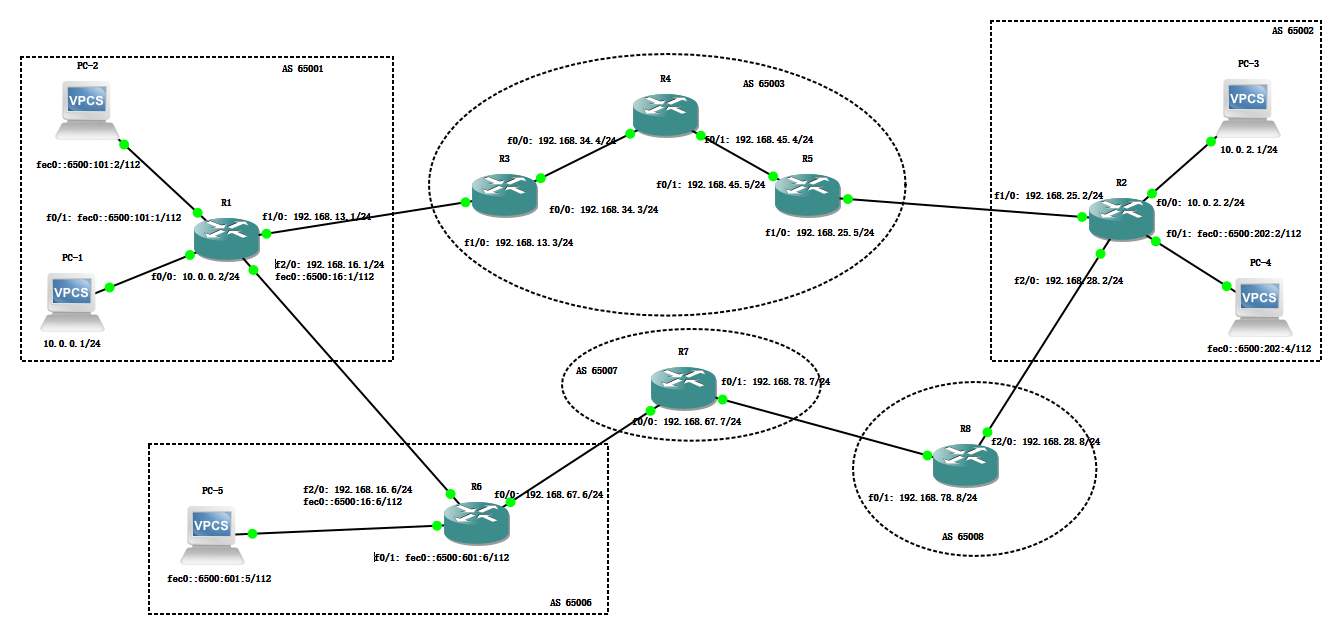 AS 65001
PC-2
VPCS
fec0::6500:101:2/112
f0/1: fec0::6500:101:1/112
R1
f1/0: 192.168.13.1/24
PC-1
VPCS
f0/0: 10.0.0.2/24
f2/0: 192.168.16.1/24
fec0::6500:16:1/112
10.0.0.1/24
AS 65003
R4
f0/0: 192.168.34.4/24
f0/1: 192.168.45.4/24
R3
R5
f0/1: 192.168.45.5/24
f0/0: 192.168.34.3/24
f1/0: 192.168.13.3/24
f1/0: 192.168.25.5/24
AS 65002
PC-3
VPCS
10.0.2.1/24
R2
f1/0: 192.168.25.2/24
f0/0: 10.0.2.2/24
f0/1: fec0::6500:202:2/112
PC-4
VPCS
f2/0: 192.168.28.2/24
fec0::6500:202:4/112
R7
AS 65007
f0/1: 192.168.78.7/24
f0/0: 192.168.67.7/24
R8
f2/0: 192.168.28.8/24
f0/1: 192.168.78.8/24
AS 65008
PC-5
VPCS
R6
f2/0: 192.168.16.6/24
fec0::6500:16:6/112
f0/0: 192.168.67.6/24
f0/1: fec0::6500:601:6/112
fec0::6500:601:5/112
AS 65006